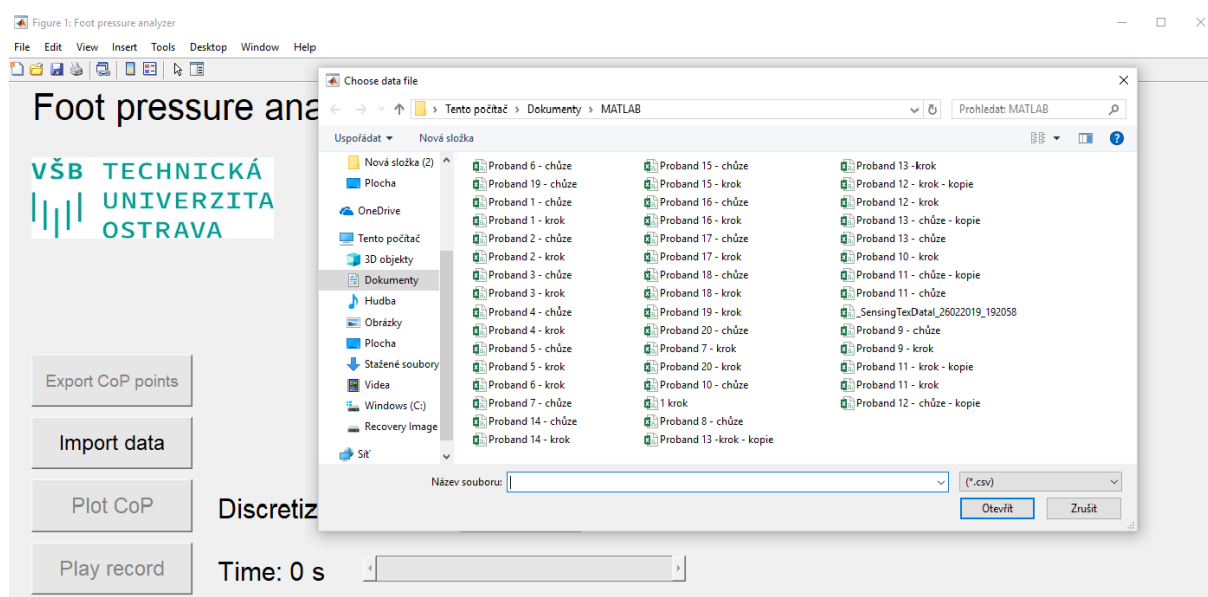 Figure 1: Foot pressure analyzer
File Edit View Insert Tools Desktop Window Help
Foot pressure ana
VŠB TECHNICKÁ
UNIVERZITA
OSTRAVA
Export CoP points
Import data
Plot CoP
Discretiz
Play record
Time: 0 s
Choose data file
Tento počítač > Dokumenty > MATLAB
Prohledat: MATLAB
Uspořádat
Nová složka
Nová složka (2)
Plocha
OneDrive
Tento počítač
3D objekty
Dokumenty
Hudba
Obrázky
Plocha
Stažené soubory
Videa
Windows (C:)
Recovery Image
Síť
Proband 6 - chůze
Proband 19 - chůze
Proband 1 - chůze
Proband 1 - krok
Proband 2 - chůze
Proband 2 - krok
Proband 3 - chůze
Proband 3 - krok
Proband 4 - chůze
Proband 4 - krok
Proband 5 - chůze
Proband 5 - krok
Proband 6 - krok
Proband 7 - chůze
Proband 14 - chůze
Proband 14 - krok
Proband 15 - chůze
Proband 15 - krok
Proband 16 - chůze
Proband 16 - krok
Proband 17 - chůze
Proband 17 - krok
Proband 18 - chůze
Proband 18 - krok
Proband 19 - krok
Proband 20 - chůze
Proband 7 - krok
Proband 20 - krok
Proband 10 - chůze
1 krok
Proband 8 - chůze
Proband 13 -krok - kopie
Proband 13 -krok
Proband 12 - krok - kopie
Proband 12 - krok
Proband 13 - chůze - kopie
Proband 13 - chůze
Proband 10 - krok
Proband 11 - chůze - kopie
Proband 11 - chůze
_SensingTexDatal_26022019_192058
Proband 9 - chůze
Proband 9 - krok
Proband 11 - krok - kopie
Proband 11 - krok
Proband 12 - chůze - kopie
Název souboru:
(*.csv)
Otevřít
Zrušit